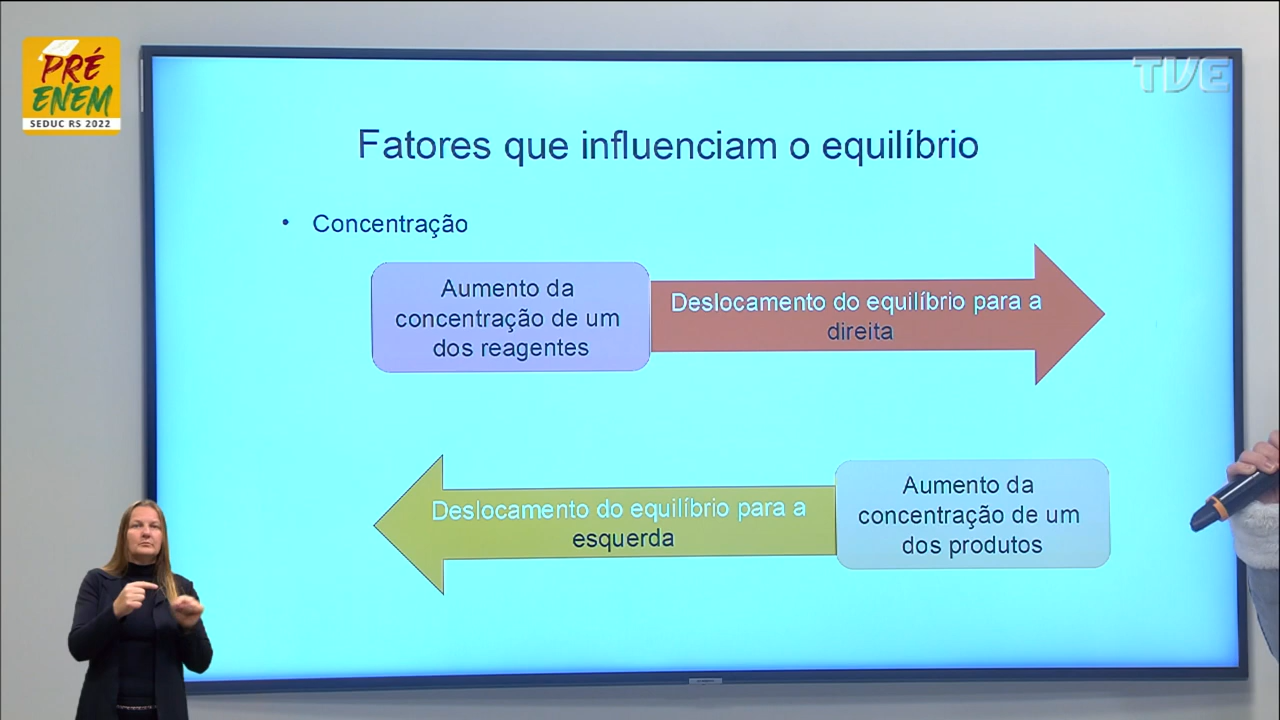 PRÉ
ENEM
SEDUC RS 2022
TVE
Fatores que influenciam o equilíbrio
• Concentração
Aumento da
concentração de um
dos reagentes
Deslocamento do equilíbrio para a
direita
Deslocamento do equilíbrio para a
esquerda
Aumento da
concentração de um
dos produtos